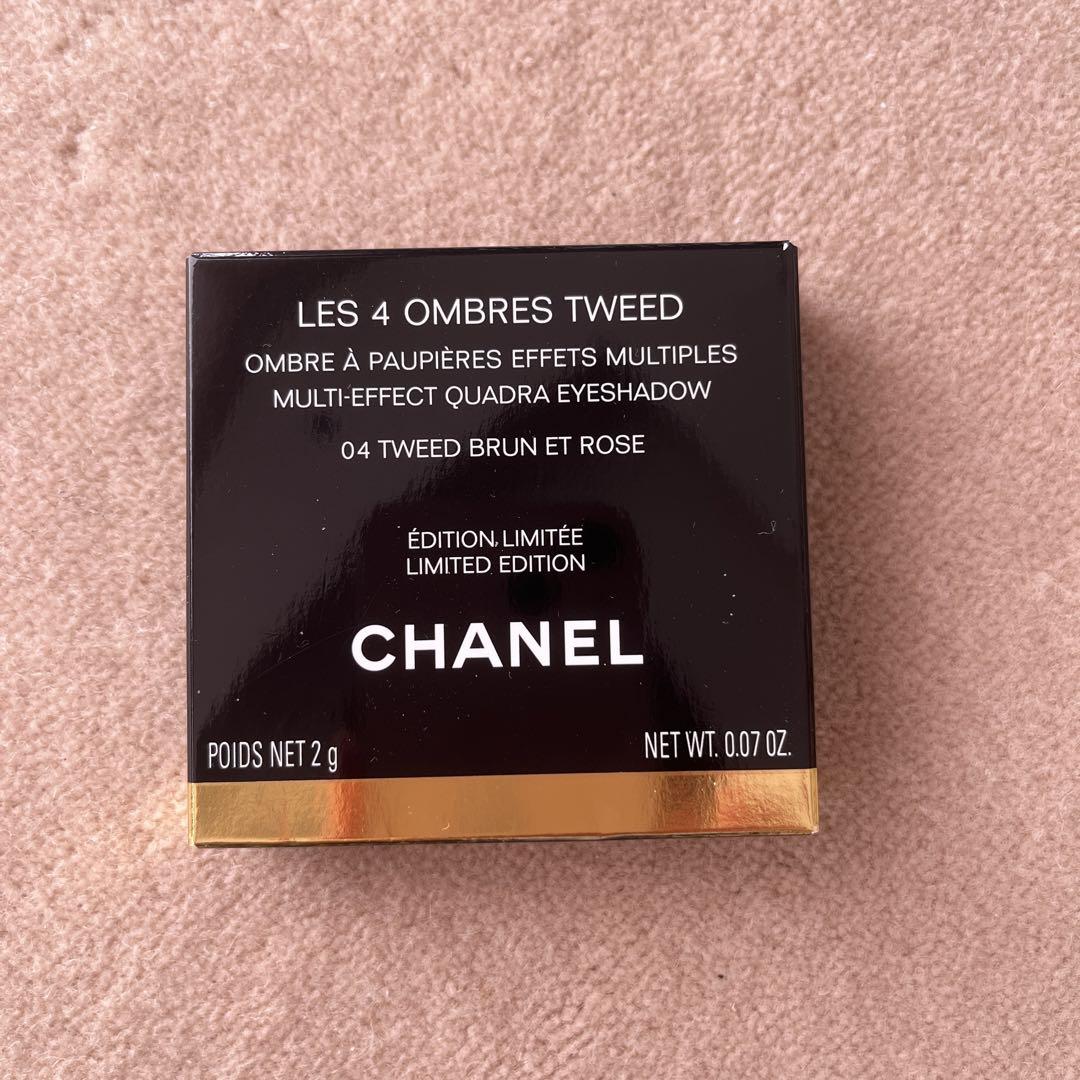 LES 4 OMBRES TWEED
OMBRE À PAUPIÈRES EFFETS MULTIPLES
MULTI-EFFECT QUADRA EYESHADOW
04 TWEED BRUN ET ROSE
ÉDITION LIMITÉE
LIMITED EDITION
CHANEL
POIDS NET 2 g
NET WT. 0.07 OZ.